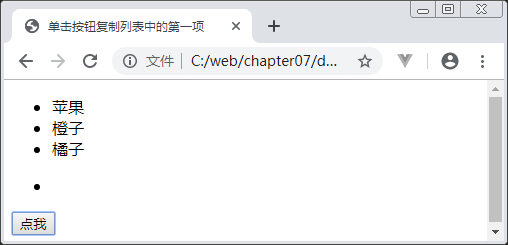 单击按钮复制列表中的第一项
文件 C:/web/chapter07/d...
苹果
橙子
橘子
点我